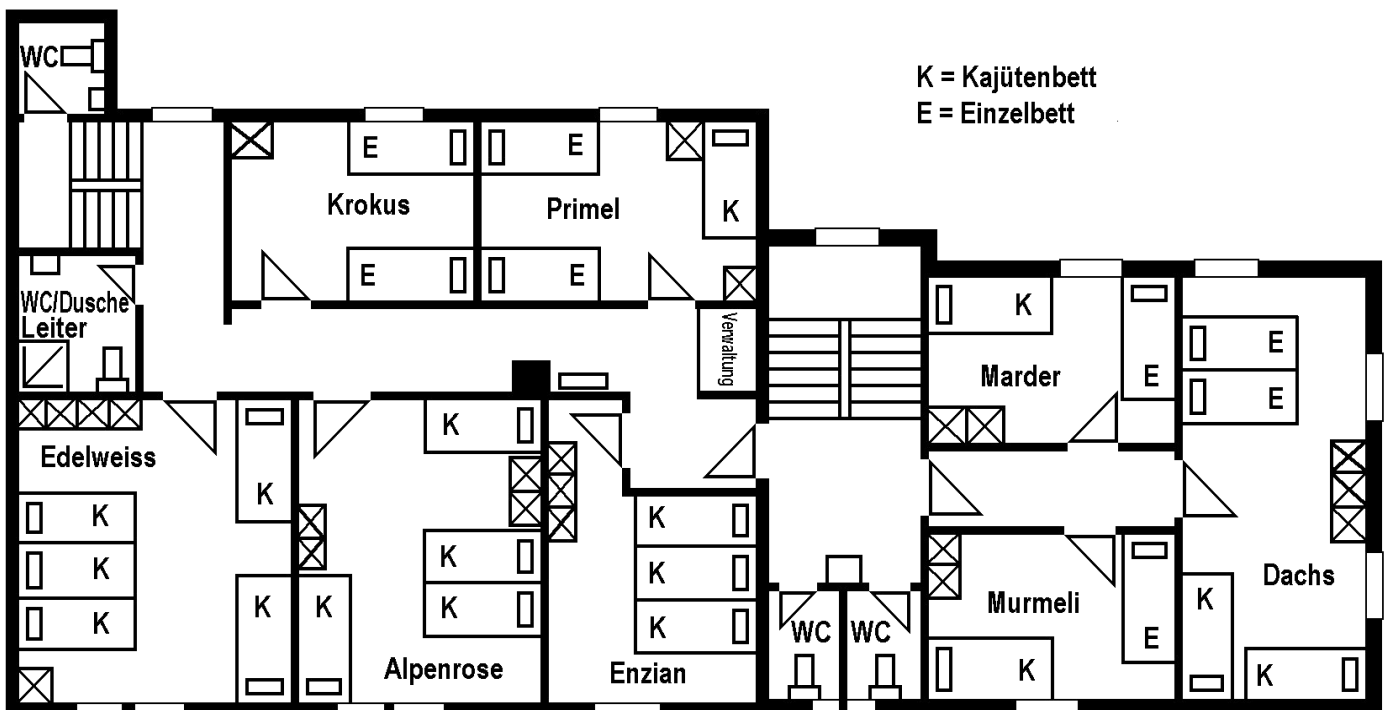 WC
K = Kajütenbett
E = Einzelbett
E
E
K
Krokus
Primel
E
E
WC/Dusche
Leiter
Verwaltung
K
E
Marder
E
E
Edelweiss
K
K
K
K
K
Alpenrose
K
K
K
K
Enzian
K
K
K
WC
WC
Murmeli
E
K
Dachs
K
K